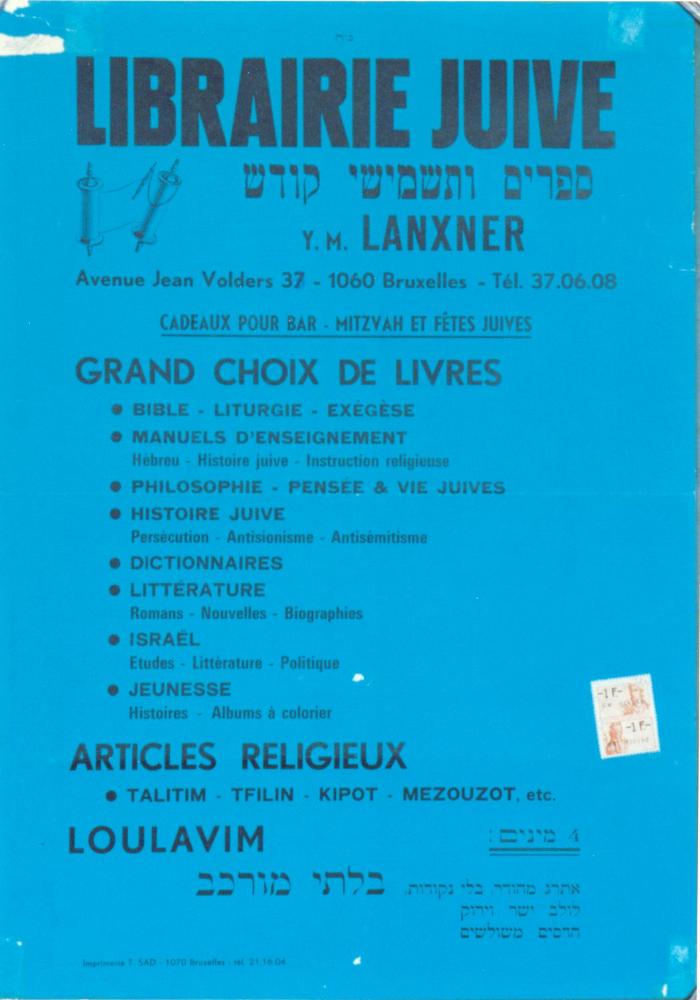 ב״ה
LIBRAIRIE JUIVE
ספרים ותשמישי קודש
Y. M. LANXNER
Avenue Jean Volders 37 - 1060 Bruxelles - Tél. 37.06.08
CADEAUX POUR BAR - MITZVAH ET FÊTES JUIVES
GRAND CHOIX DE LIVRES
● BIBLE - LITURGIE - EXÉGÈSE
● MANUELS D'ENSEIGNEMENT
Hébreu - Histoire juive - Instruction religieuse
● PHILOSOPHIE - PENSÉE & VIE JUIVES
● HISTOIRE JUIVE
Persécution - Antisionisme - Antisémitisme
● DICTIONNAIRES
● LITTÉRATURE
Romans - Nouvelles - Biographies
● ISRAËL
Etudes - Littérature - Politique
● JEUNESSE
Histoires - Albums à colorier
-1 F-
-1 F-
ARTICLES RELIGIEUX
● TALITIM - TFILIN - KIPOT - MEZOUZOT, etc.
LOULAVIM
4 מינים:
אתרג מהודר, בלי נקודות, בלתי מורכב
לולב ישר וירוק
הדסים משולשים
Imprimerie T. SAD - 1070 Bruxelles - tél. 21.16.04